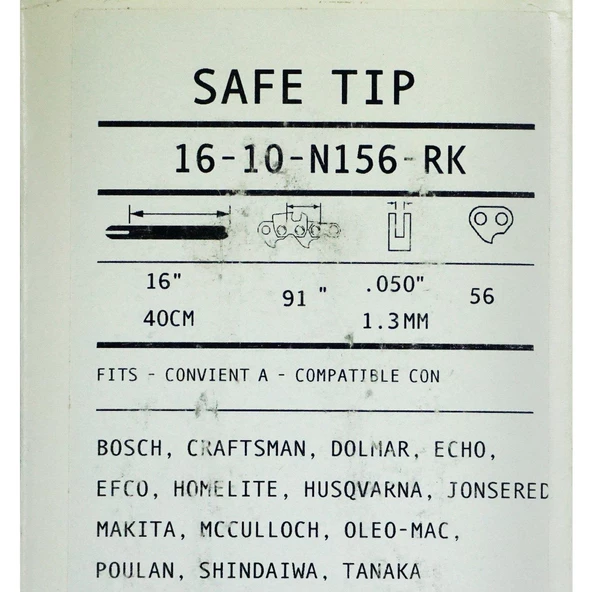 SAFE TIP
16-10-N156-RK
16" 91 " .050" 56
40CM 1.3MM
FITS - CONVIENT A - COMPATIBLE CON
BOSCH, CRAFTSMAN, DOLMAR, ECHO,
EFCO, HOMELITE, HUSQVARNA, JONSERED
MAKITA, MCCULLOCH, OLEO-MAC,
POULAN, SHINDAIWA, TANAKA